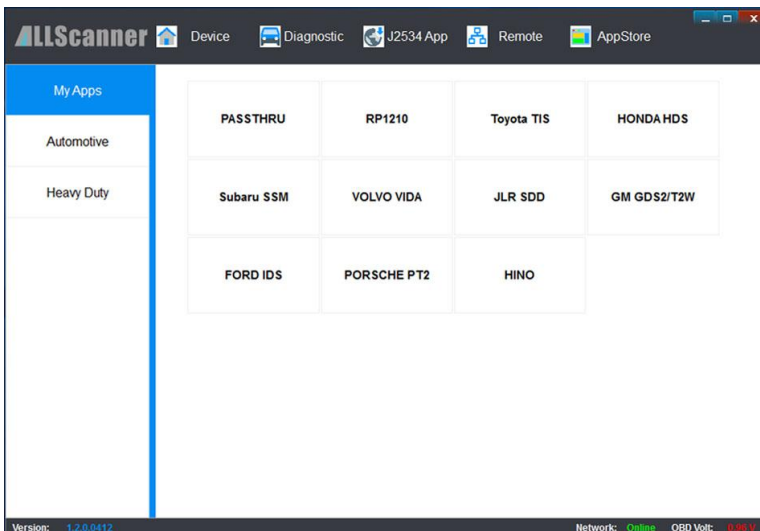 ALLScanner Device Diagnostic J2534 App Remote AppStore
My Apps
Automotive
Heavy Duty
PASSTHRU RP1210 Toyota TIS HONDA HDS
Subaru SSM VOLVO VIDA JLR SDD GM GDS2/T2W
FORD IDS PORSCHE PT2 HINO
Version: 1.2.0.0412 Network: Online OBD Volt: 0.96 V